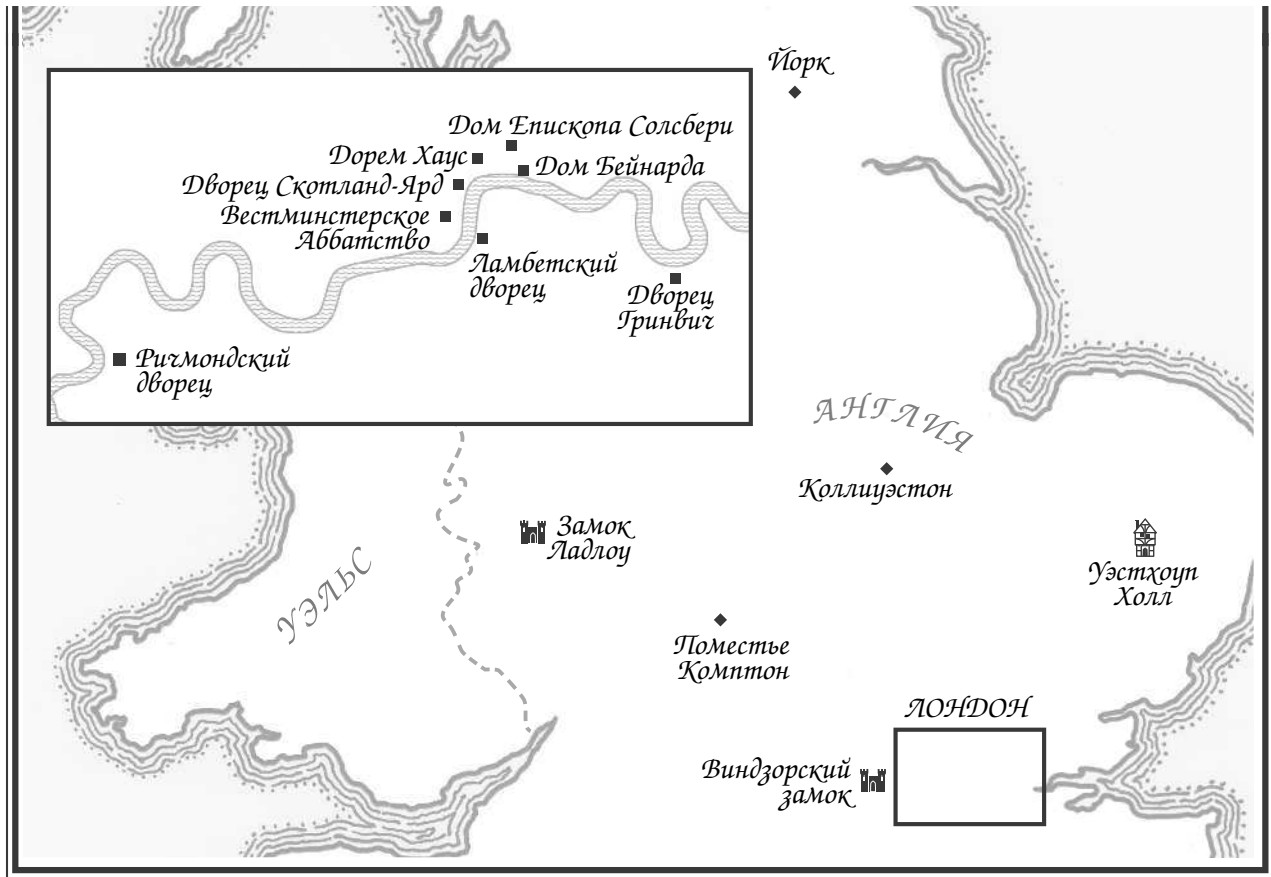 Йорк
Дом Епископа Солсбери
Дорем Хаус
Дом Бейнарда
Дворец Скотланд-Ярд
Вестминстерское
Аббатство
Ламбетский
дворец
Дворец
Гринвич
Ричмондский
дворец
АНГЛИЯ
Коллиуэстон
Замок
Ладлоу
УЭЛЬС
Уэстхоуп
Холл
Поместье
Комптон
ЛОНДОН
Виндзорский
замок